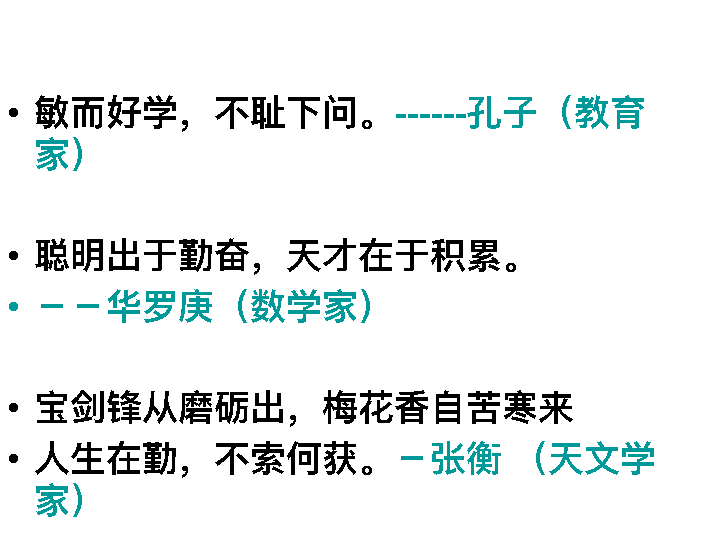 • 敏而好学，不耻下问。------孔子（教育
家）
• 聪明出于勤奋，天才在于积累。
• －－华罗庚（数学家）
• 宝剑锋从磨砺出，梅花香自苦寒来
• 人生在勤，不索何获。－张衡 （天文学
家）